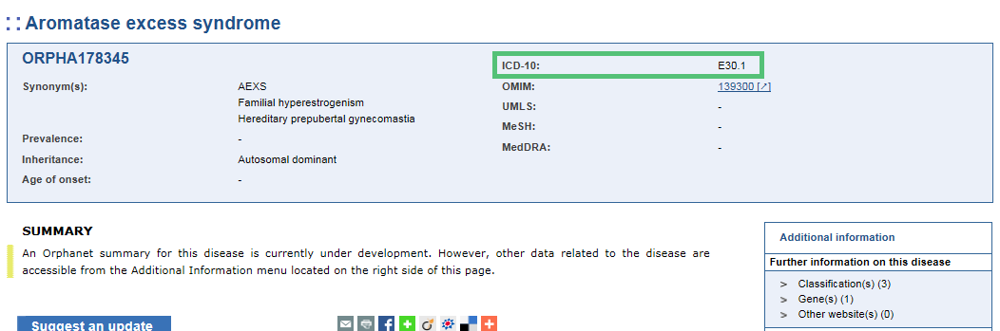 Aromatase excess syndrome
ORPHA178345
ICD-10: E30.1
Synonym(s): AEXS
OMIM: 139300 [↗]
Familial hyperestrogenism
UMLS: -
Hereditary prepubertal gynecomastia
MeSH: -
Prevalence: -
MedDRA: -
Inheritance: Autosomal dominant
Age of onset: -
SUMMARY
An Orphanet summary for this disease is currently under development. However, other data related to the disease are
accessible from the Additional Information menu located on the right side of this page.
Additional information
Further information on this disease
> Classification(s) (3)
> Gene(s) (1)
> Other website(s) (0)
Suggest an update